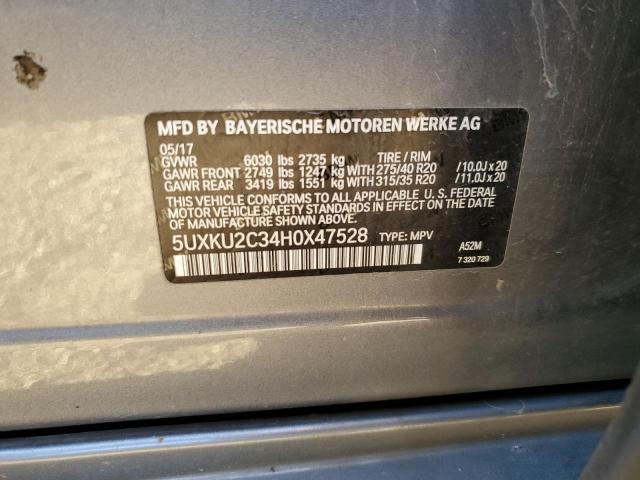 MFD BY BAYERISCHE MOTOREN WERKE AG
05/17
GVWR 6030 lbs 2735 kg TIRE / RIM
GAWR FRONT 2749 lbs 1247 kg WITH 275/40 R20 /10.0J x 20
GAWR REAR 3419 lbs 1551 kg WITH 315/35 R20 /11.0J x 20
THIS VEHICLE CONFORMS TO ALL APPLICABLE U. S. FEDERAL
MOTOR VEHICLE SAFETY STANDARDS IN EFFECT ON THE DATE OF
MANUFACTURE SHOWN ABOVE.
5UXKU2C34H0X47528 TYPE: MPV A52M
7 320 729